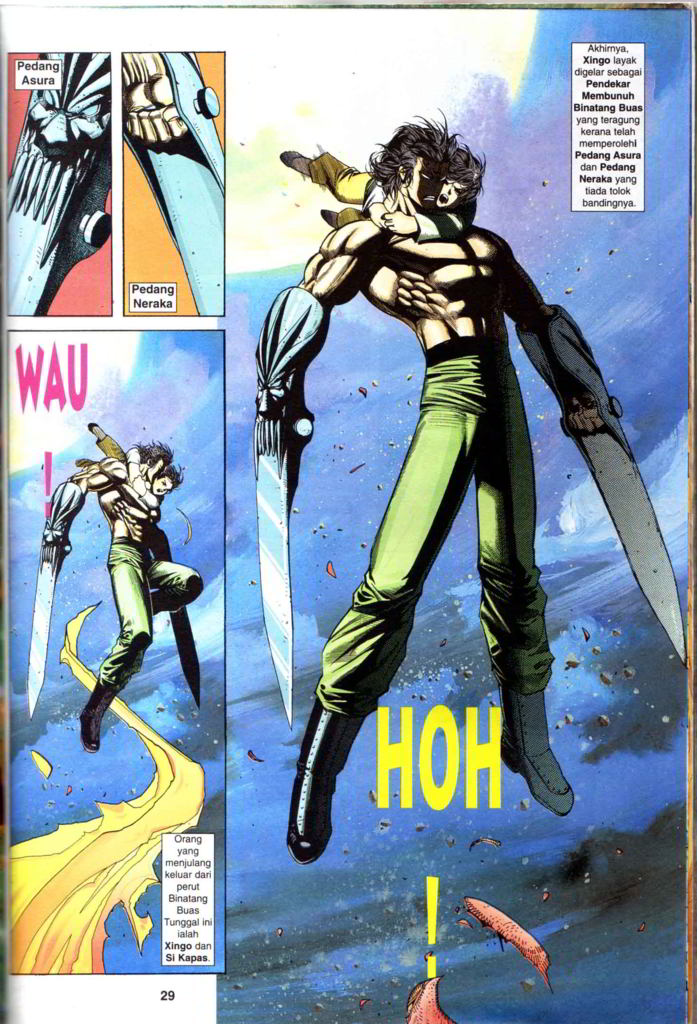 Pedang
Asura
Pedang
Neraka
Akhirnya,
Xingo layak
digelar sebagai
Pendekar
Membunuh
Binatang Buas
yang teragung
kerana telah
memperolehi
Pedang Asura
dan Pedang
Neraka yang
tiada tolok
bandingnya.
WAU
!
HOH
!
Orang
yang
menjulang
keluar dari
perut
Binatang
Buas
Tunggal ini
ialah
Xingo dan
Si Kapas.
29